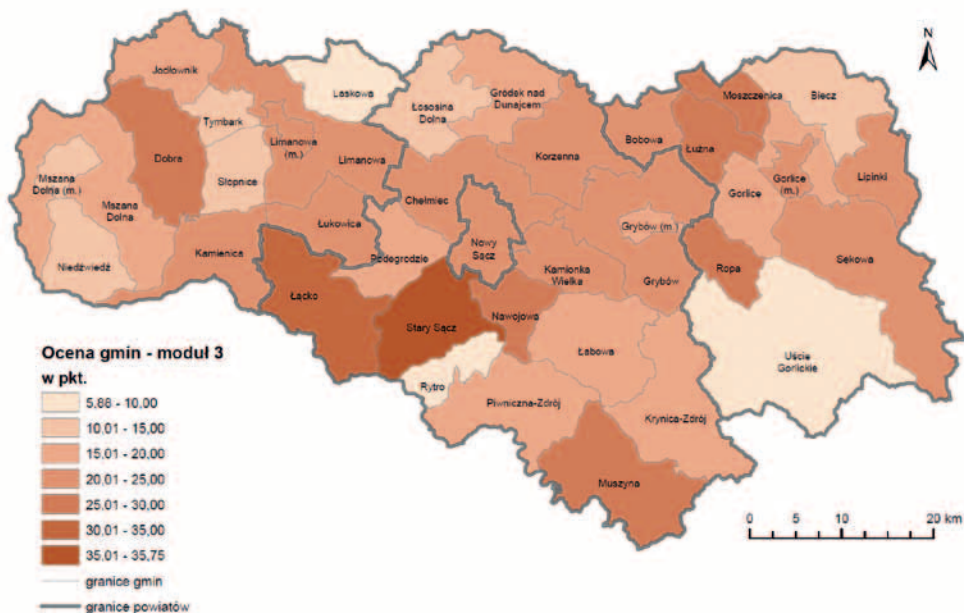 N
Jodłownik
Laskowa
Łososina
Dolna
Gródek nad
Dunajcem
Moszczenica
Biecz
Tymbark
Dobra
Limanowa
(m.)
Limanowa
Korzenna
Bobowa
Łużna
Mszana
Dolna (m.)
Słopnice
Gorlice
Gorlice
(m.)
Lipinki
Mszana
Dolna
Łukowica
Chełmiec
Grybów (m.)
Niedźwiedź
Kamienica
Podegrodzie
Nowy
Sącz
Kamionka
Wielka
Grybów
Ropa
Sękowa
Łącko
Stary Sącz
Nawojowa
Łabowa
Uście
Gorlickie
Rytro
Piwniczna-Zdrój
Krynica-Zdrój
Muszyna
Ocena gmin - moduł 3
w pkt.
5,86 - 10,00
10,01 - 15,00
15,01 - 20,00
20,01 - 25,00
25,01 - 30,00
30,01 - 35,00
35,01 - 35,75
granice gmin
granice powiatów
0 5 10 20 km